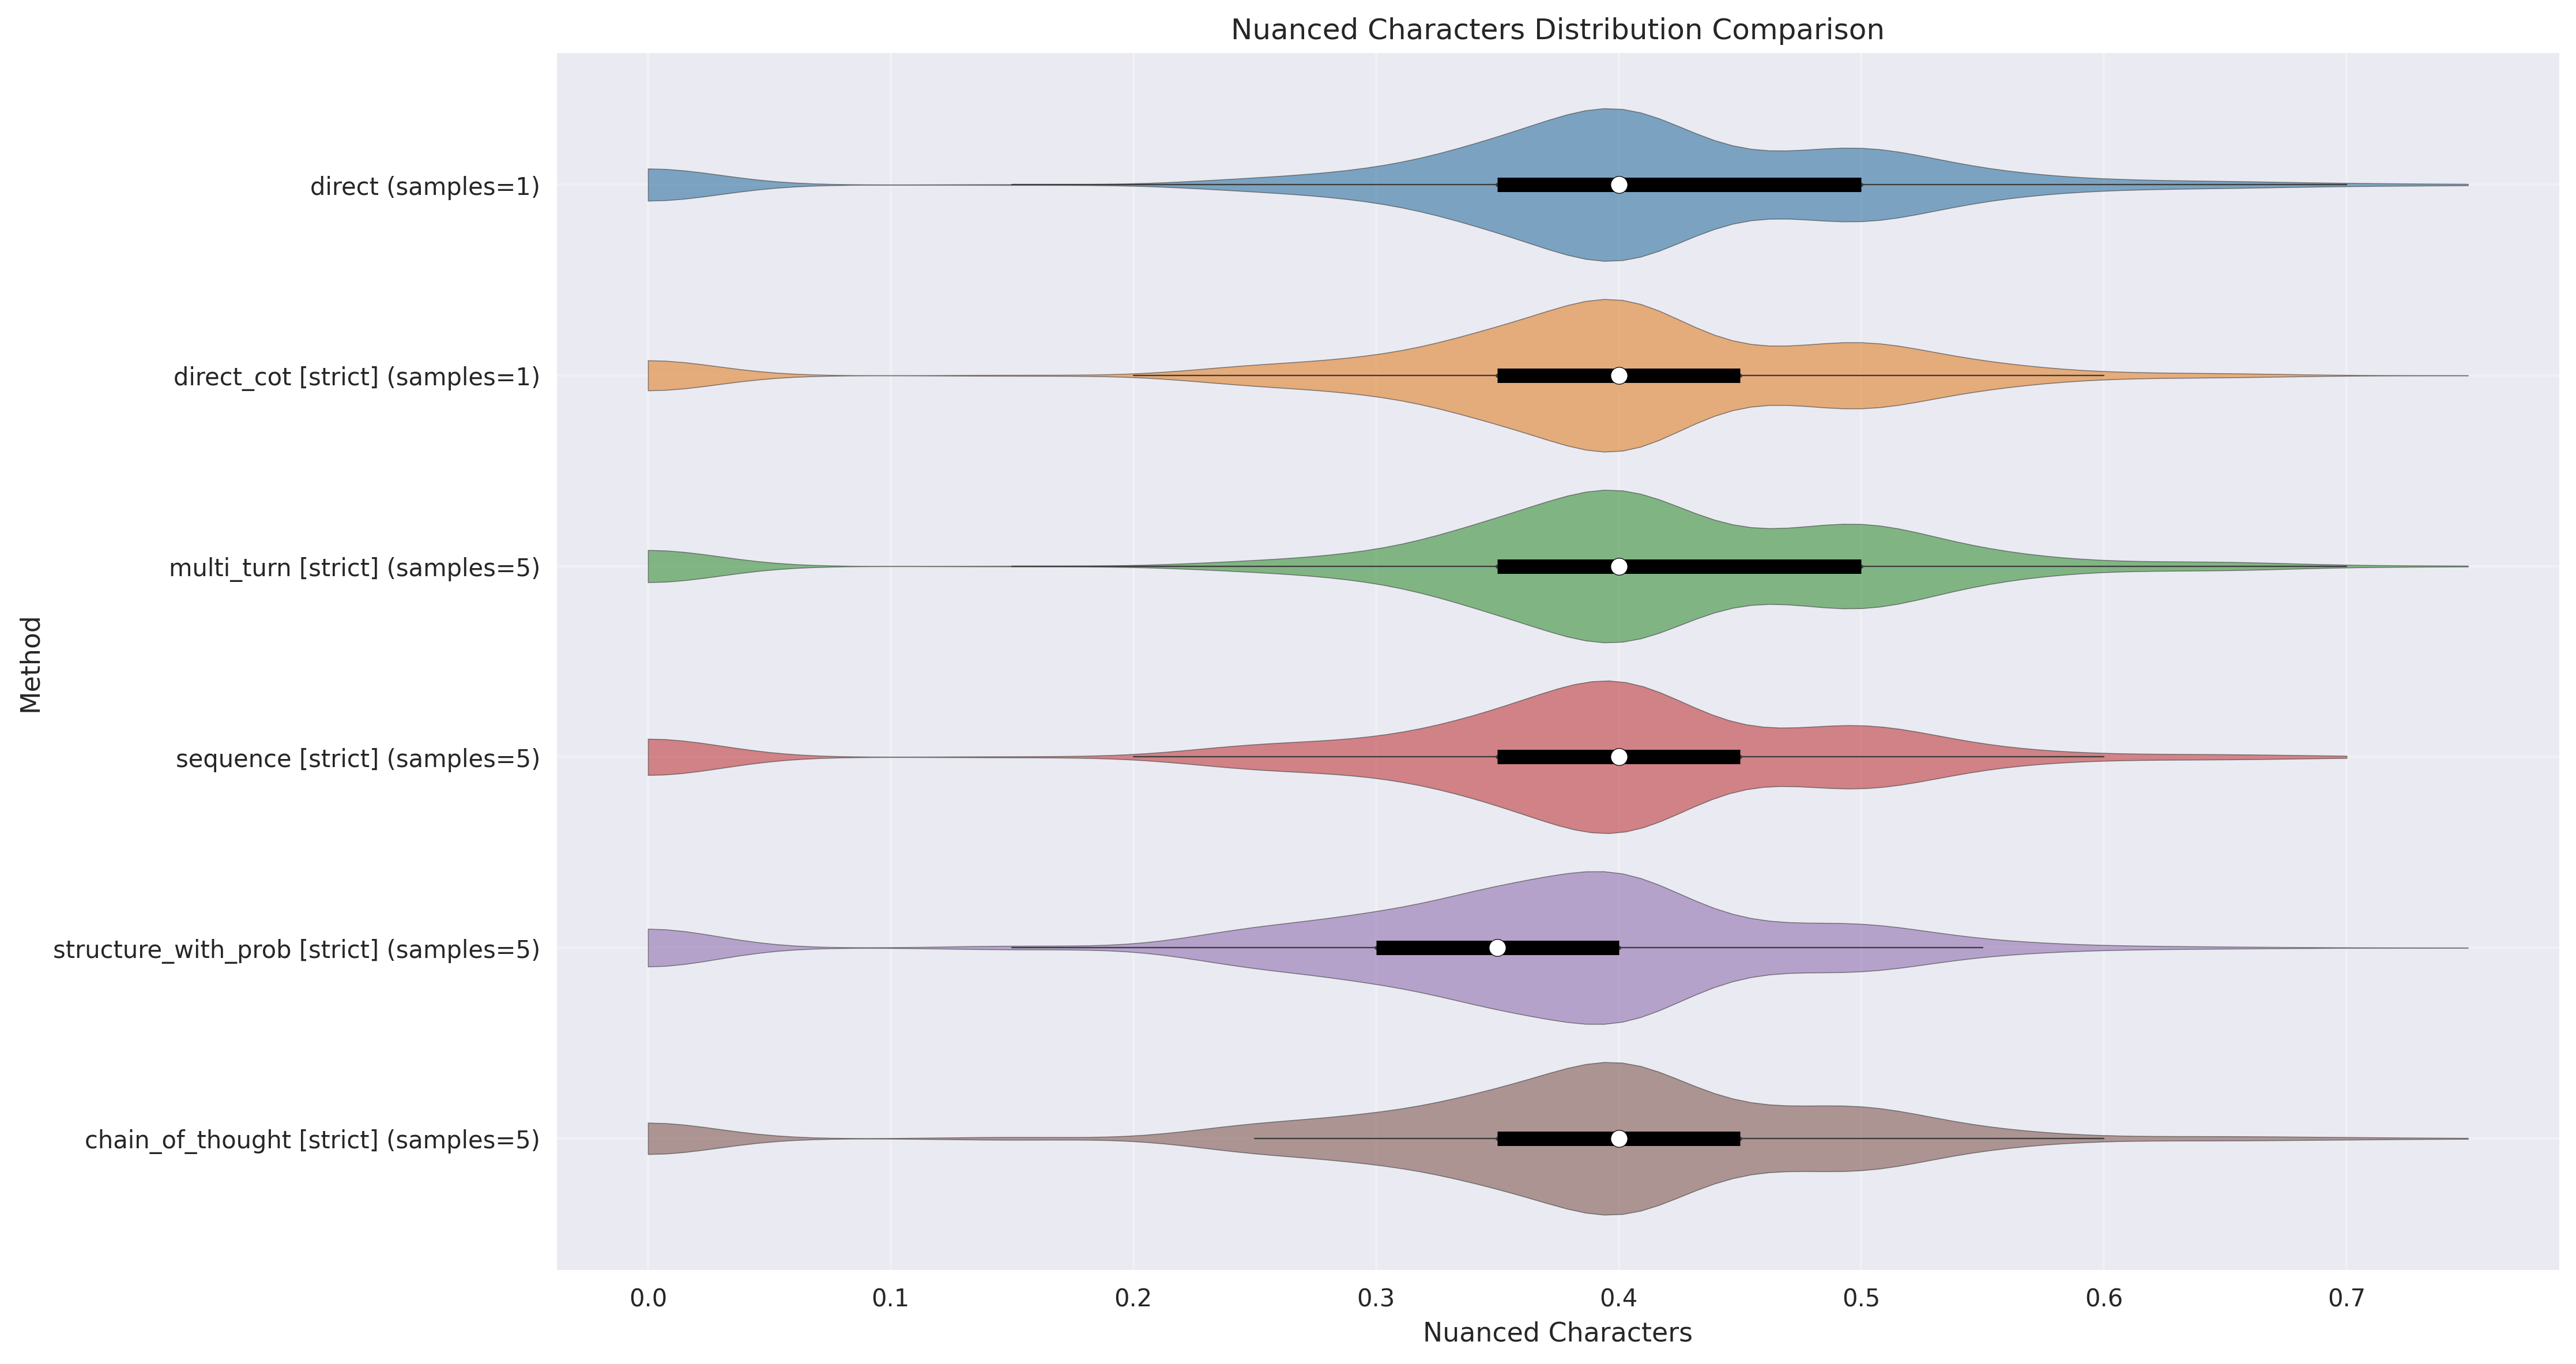 Nuanced Characters Distribution Comparison
direct (samples=1)
direct_cot [strict] (samples=1)
multi_turn [strict] (samples=5)
sequence [strict] (samples=5)
structure_with_prob [strict] (samples=5)
chain_of_thought [strict] (samples=5)
Method
0.0 0.1 0.2 0.3 0.4 0.5 0.6 0.7
Nuanced Characters